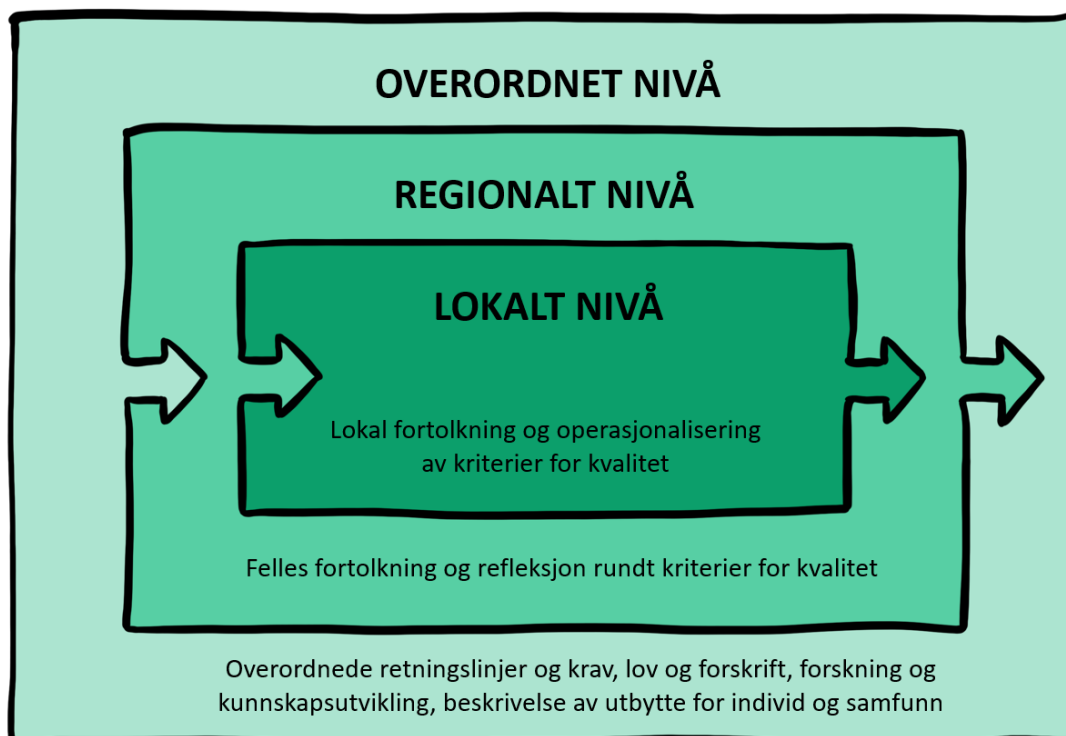 OVERORDNET NIVÅ
REGIONALT NIVÅ
LOKALT NIVÅ
Lokal fortolkning og operasjonalisering
av kriterier for kvalitet
Felles fortolkning og refleksjon rundt kriterier for kvalitet
Overordnede retningslinjer og krav, lov og forskrift, forskning og
kunnskapsutvikling, beskrivelse av utbytte for individ og samfunn